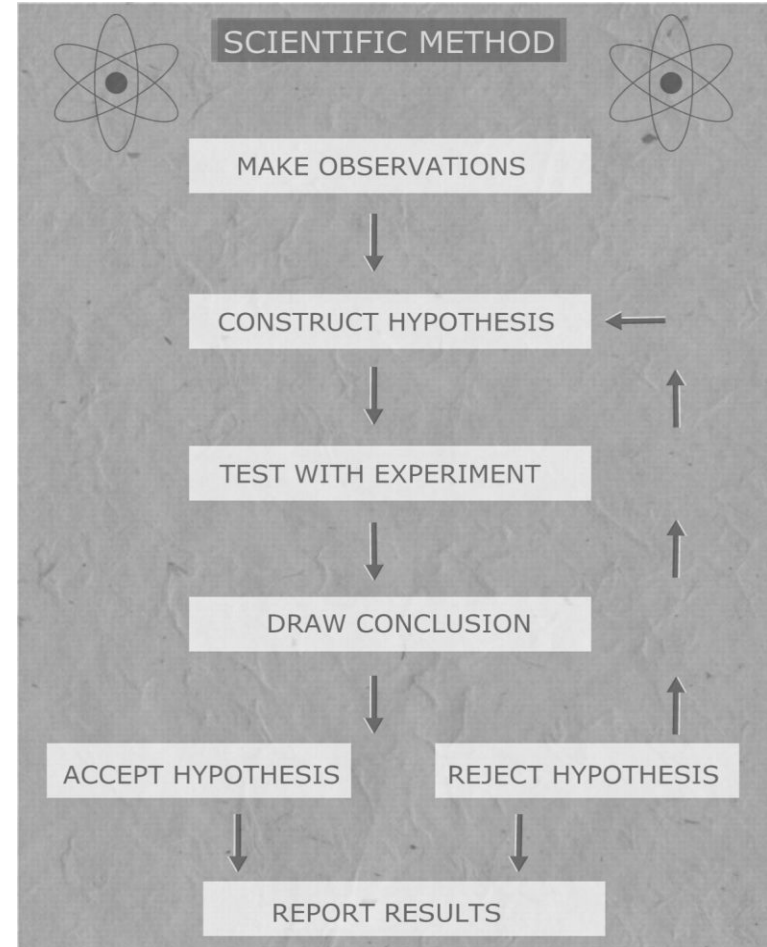 SCIENTIFIC METHOD
MAKE OBSERVATIONS
CONSTRUCT HYPOTHESIS
TEST WITH EXPERIMENT
DRAW CONCLUSION
ACCEPT HYPOTHESIS
REJECT HYPOTHESIS
REPORT RESULTS